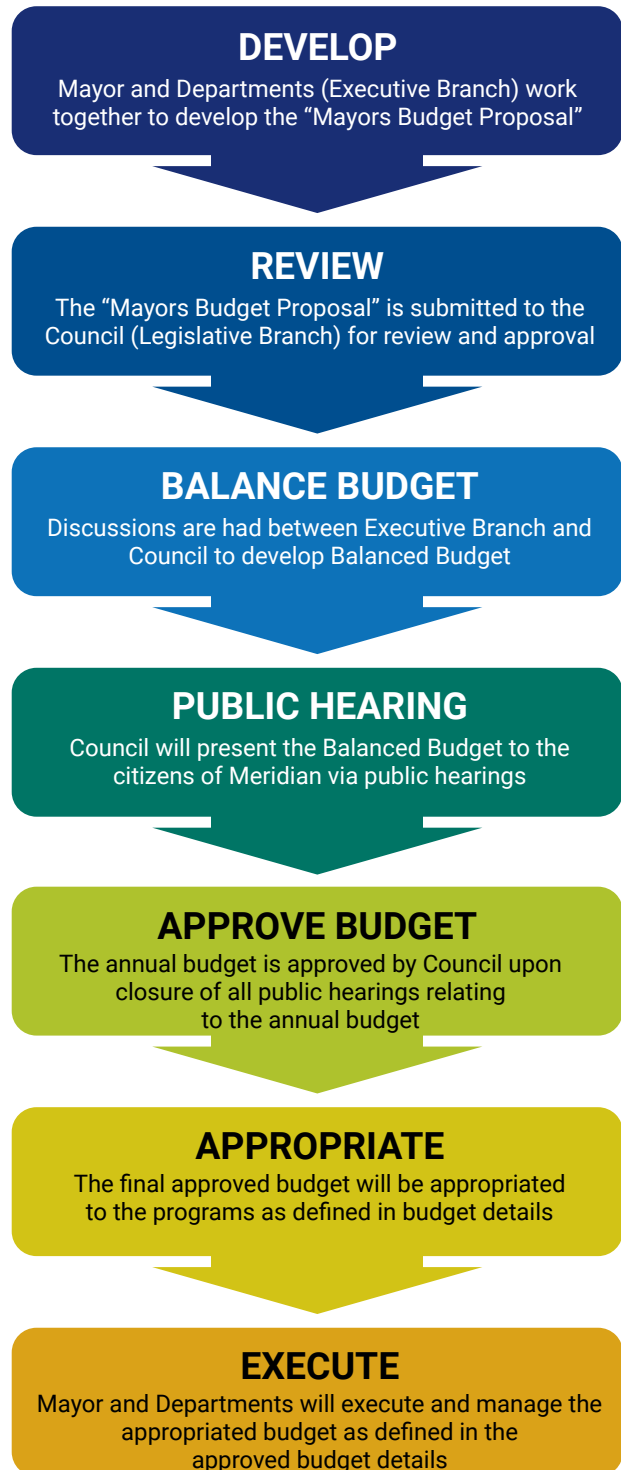 DEVELOP
Mayor and Departments (Executive Branch) work
together to develop the “Mayors Budget Proposal”
REVIEW
The “Mayors Budget Proposal” is submitted to the
Council (Legislative Branch) for review and approval
BALANCE BUDGET
Discussions are had between Executive Branch and
Council to develop Balanced Budget
PUBLIC HEARING
Council will present the Balanced Budget to the
citizens of Meridian via public hearings
APPROVE BUDGET
The annual budget is approved by Council upon
closure of all public hearings relating
to the annual budget
APPROPRIATE
The final approved budget will be appropriated
to the programs as defined in budget details
EXECUTE
Mayor and Departments will execute and manage the
appropriated budget as defined in the
approved budget details